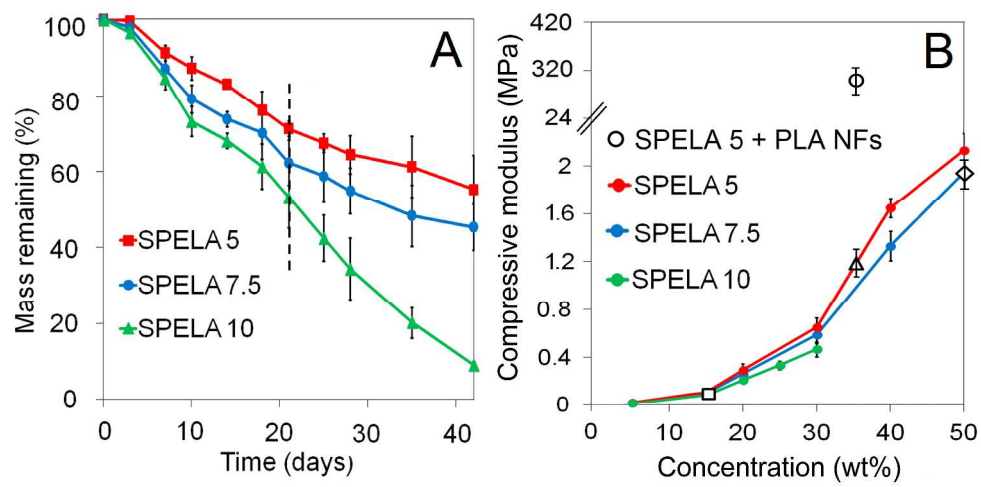 A
Mass remaining (%)
100
80
60
40
20
0
SPELA 5
SPELA 7.5
SPELA 10
0 10 20 30 40
Time (days)
B
Compressive modulus (MPa)
420
320
24
2
1.6
1.2
0.8
0.4
0
SPELA 5 + PLA NFs
SPELA 5
SPELA 7.5
SPELA 10
0 10 20 30 40 50
Concentration (wt%)